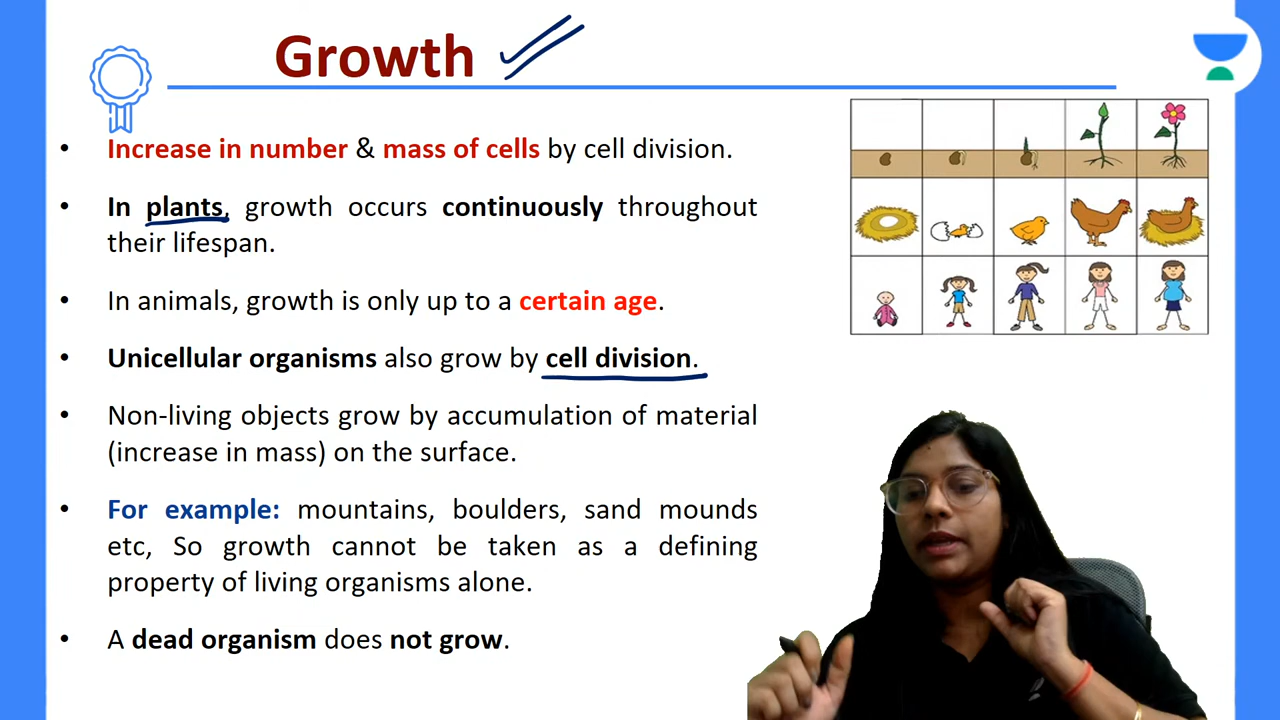 Growth
• Increase in number & mass of cells by cell division.
• In plants, growth occurs continuously throughout
their lifespan.
• In animals, growth is only up to a certain age.
• Unicellular organisms also grow by cell division.
• Non-living objects grow by accumulation of material
(increase in mass) on the surface.
• For example: mountains, boulders, sand mounds
etc, So growth cannot be taken as a defining
property of living organisms alone.
• A dead organism does not grow.